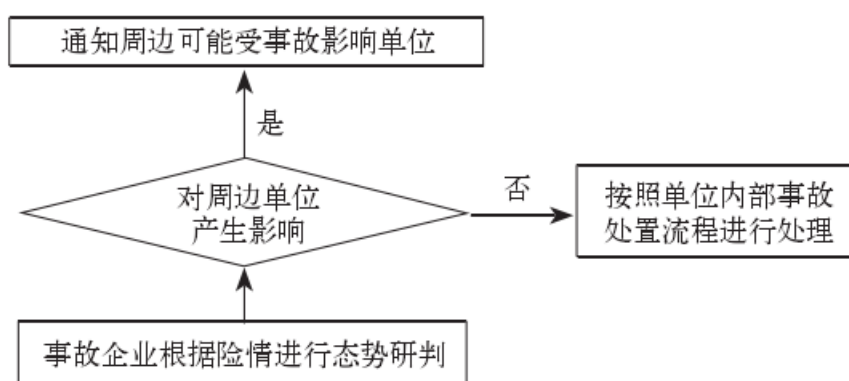 通知周边可能受事故影响单位
是
对周边单位
产生影响
否
按照单位内部事故
处置流程进行处理
事故企业根据险情进行态势研判